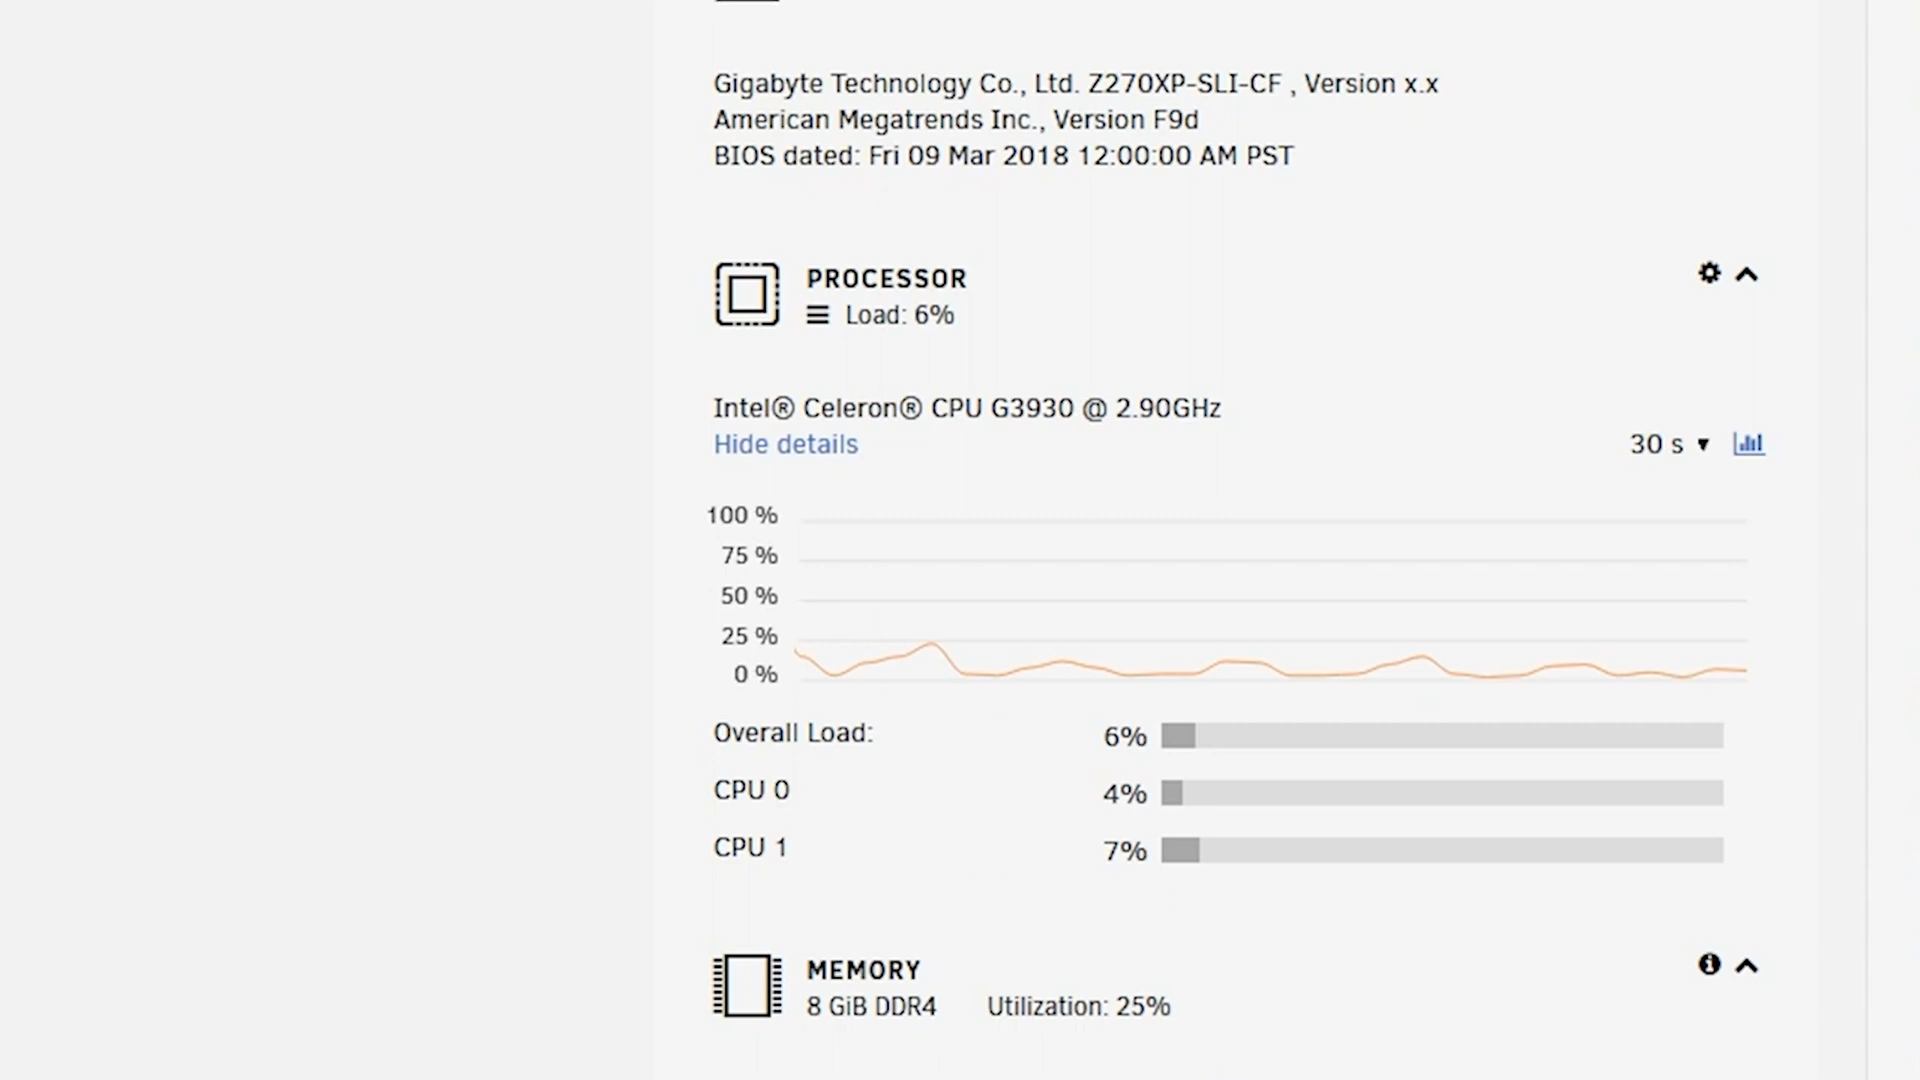 Gigabyte Technology Co., Ltd. Z270XP-SLI-CF , Version x.x
American Megatrends Inc., Version F9d
BIOS dated: Fri 09 Mar 2018 12:00:00 AM PST
PROCESSOR
Load: 6%
Intel® Celeron® CPU G3930 @ 2.90GHz
Hide details
30 s
100 %
75 %
50 %
25 %
0 %
Overall Load: 6%
CPU 0 4%
CPU 1 7%
MEMORY
8 GiB DDR4 Utilization: 25%